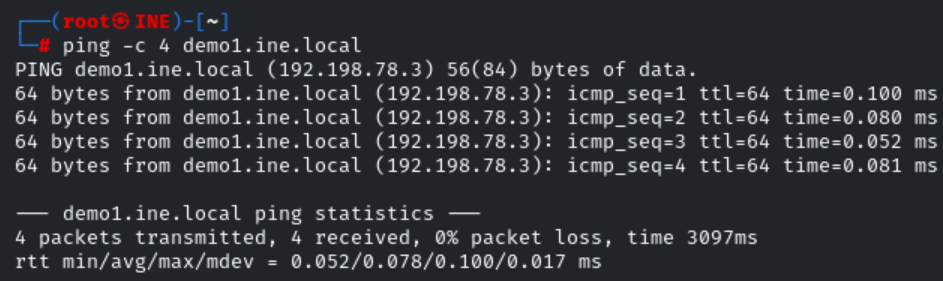 ┌──(root㉿INE)-[~]
└─# ping -c 4 demo1.ine.local
PING demo1.ine.local (192.198.78.3) 56(84) bytes of data.
64 bytes from demo1.ine.local (192.198.78.3): icmp_seq=1 ttl=64 time=0.100 ms
64 bytes from demo1.ine.local (192.198.78.3): icmp_seq=2 ttl=64 time=0.080 ms
64 bytes from demo1.ine.local (192.198.78.3): icmp_seq=3 ttl=64 time=0.052 ms
64 bytes from demo1.ine.local (192.198.78.3): icmp_seq=4 ttl=64 time=0.081 ms
--- demo1.ine.local ping statistics ---
4 packets transmitted, 4 received, 0% packet loss, time 3097ms
rtt min/avg/max/mdev = 0.052/0.078/0.100/0.017 ms